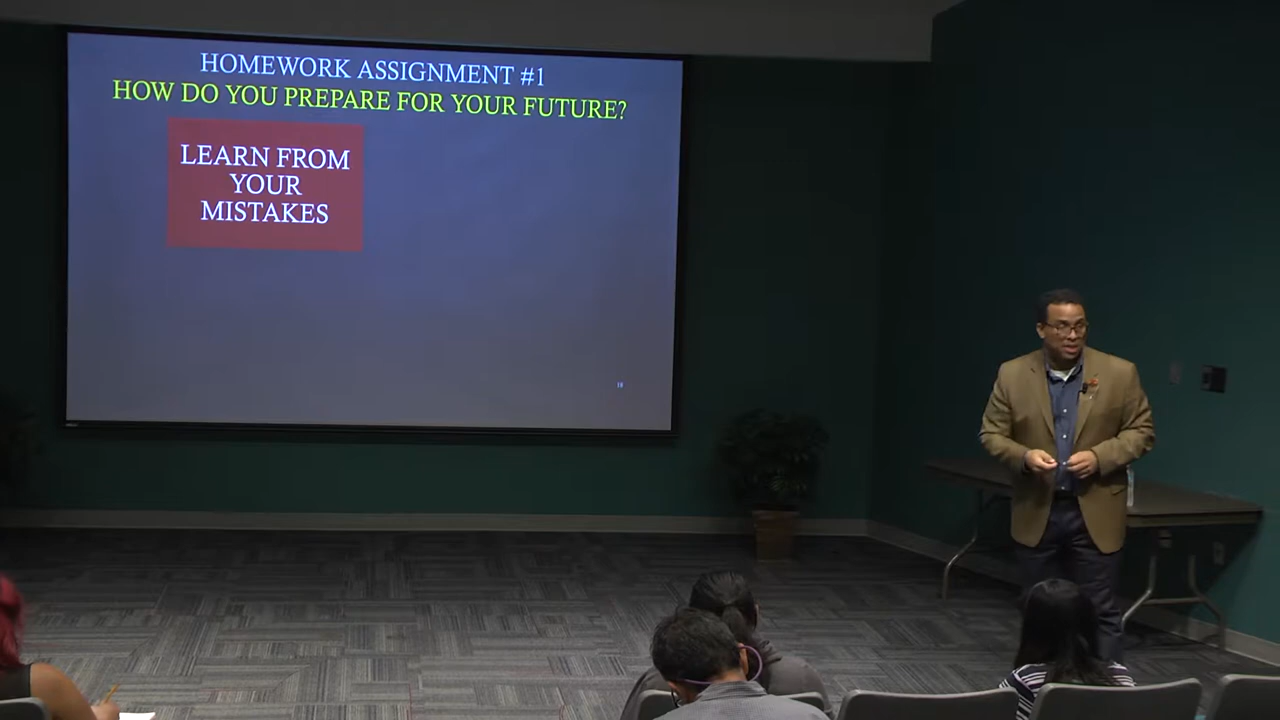 HOMEWORK ASSIGNMENT #1
HOW DO YOU PREPARE FOR YOUR FUTURE?
LEARN FROM
YOUR
MISTAKES